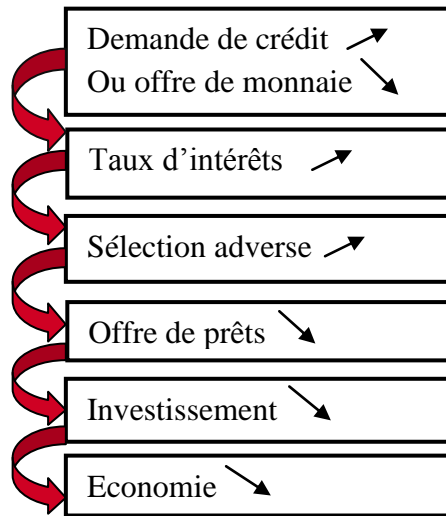 Demande de crédit
Ou offre de monnaie
Taux d’intérêts
Sélection adverse
Offre de prêts
Investissement
Economie